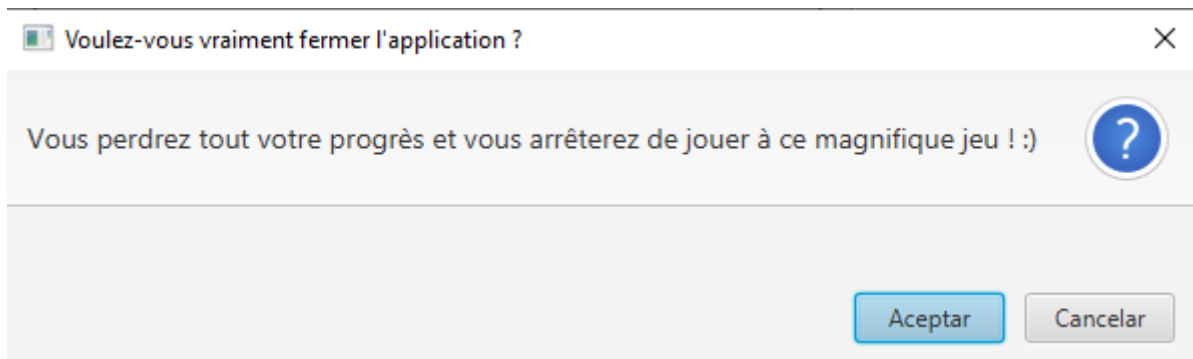 Voulez-vous vraiment fermer l'application ?
Vous perdrez tout votre progrès et vous arrêterez de jouer à ce magnifique jeu ! :)
?
Aceptar
Cancelar